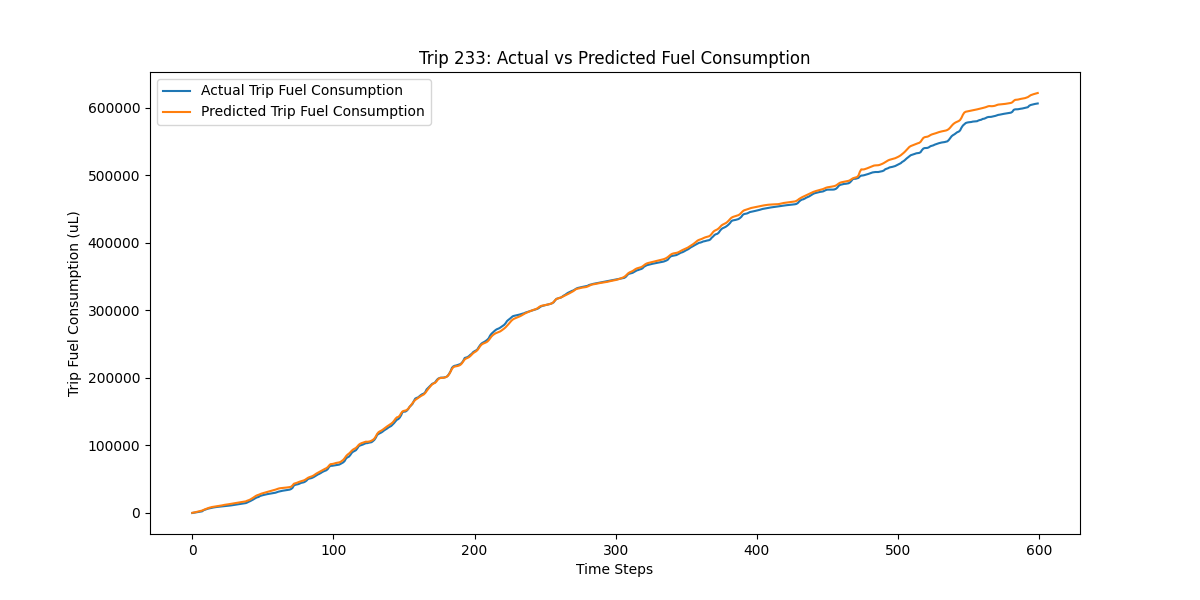 Trip 233: Actual vs Predicted Fuel Consumption
Actual Trip Fuel Consumption
Predicted Trip Fuel Consumption
Trip Fuel Consumption (uL)
600000
500000
400000
300000
200000
100000
0
0 100 200 300 400 500 600
Time Steps